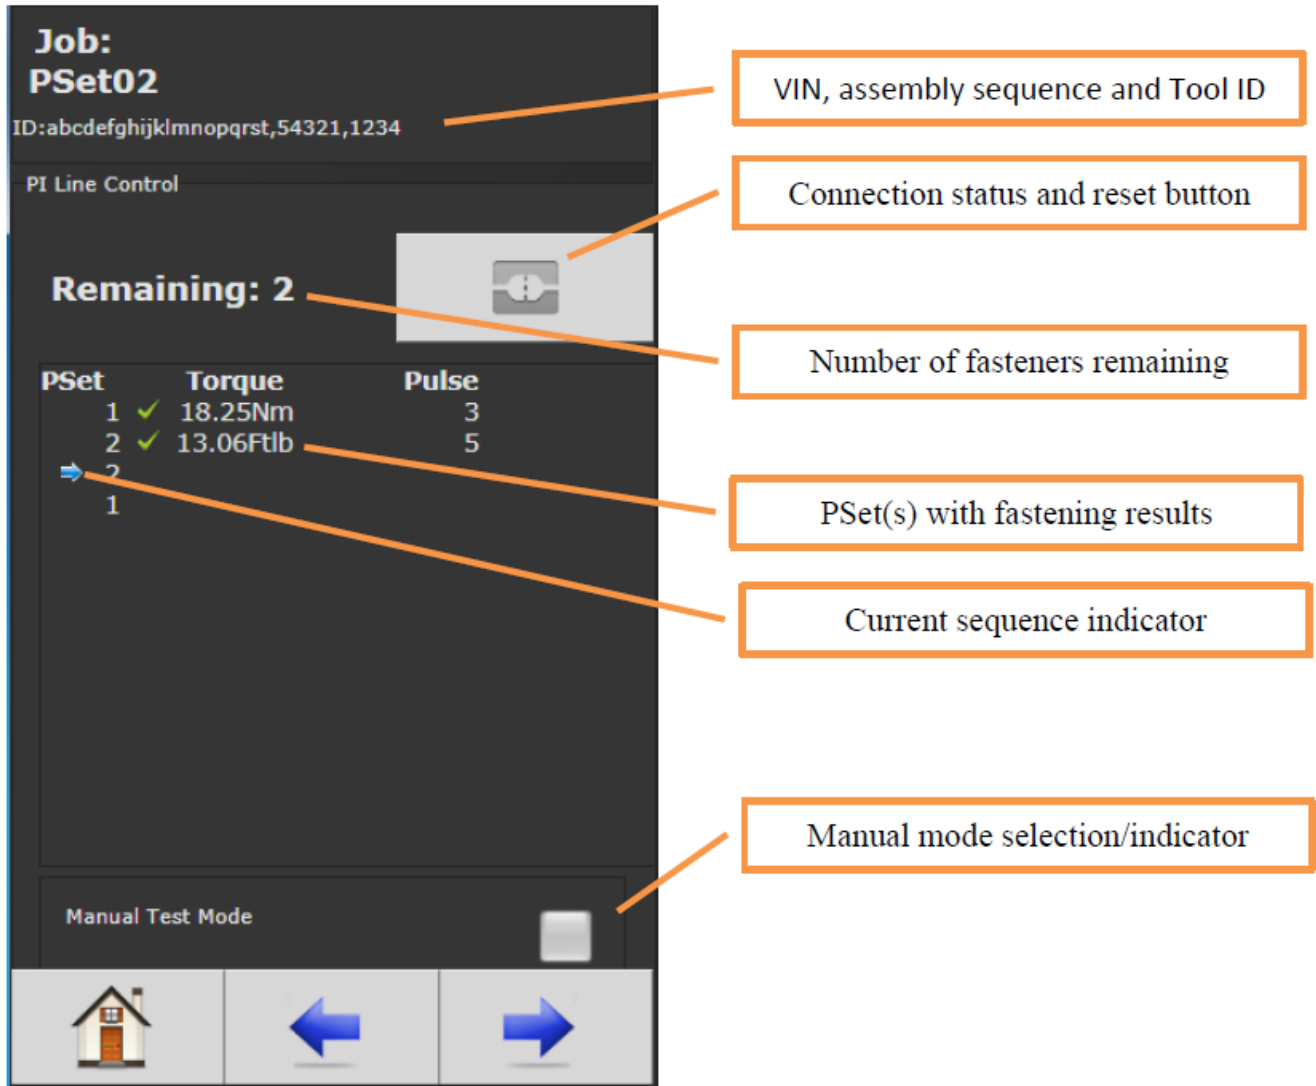 Job:
PSet02
ID:abcdefghijklmnopqrst,54321,1234
VIN, assembly sequence and Tool ID
PI Line Control
Connection status and reset button
Remaining: 2
Number of fasteners remaining
PSet Torque Pulse
1 18.25Nm 3
2 13.06Ftlb 5
2
1
PSet(s) with fastening results
Current sequence indicator
Manual mode selection/indicator
Manual Test Mode